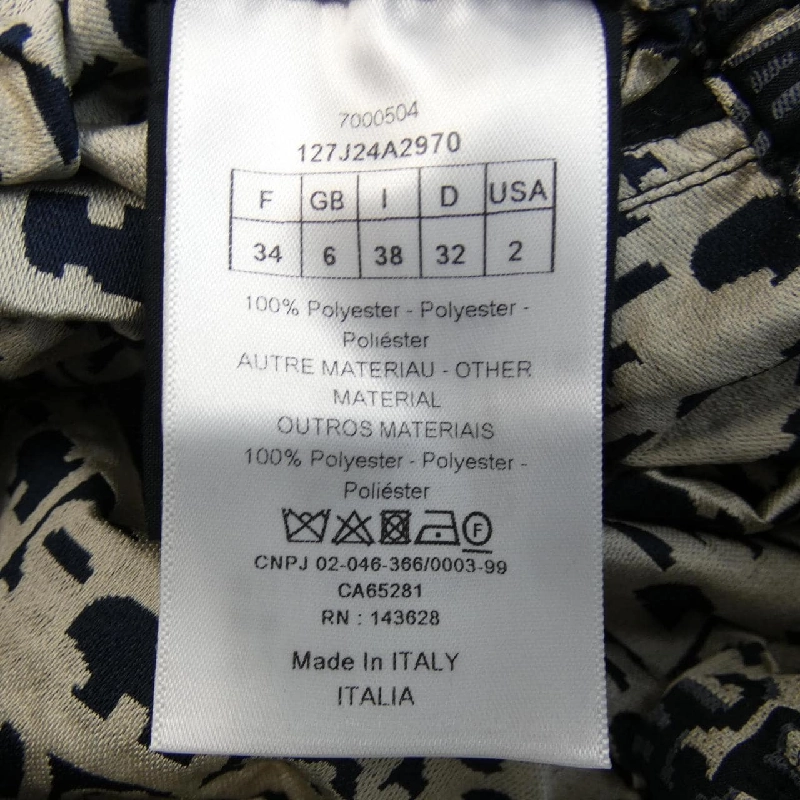 7000504
127J24A2970
F GB I D USA
34 6 38 32 2
100% Polyester - Polyester -
Poliéster
AUTRE MATERIAU - OTHER
MATERIAL
OUTROS MATERIAIS
100% Polyester - Polyester -
Poliéster
F
CNPJ 02-046-366/0003-99
CA65281
RN : 143628
Made In ITALY
ITALIA